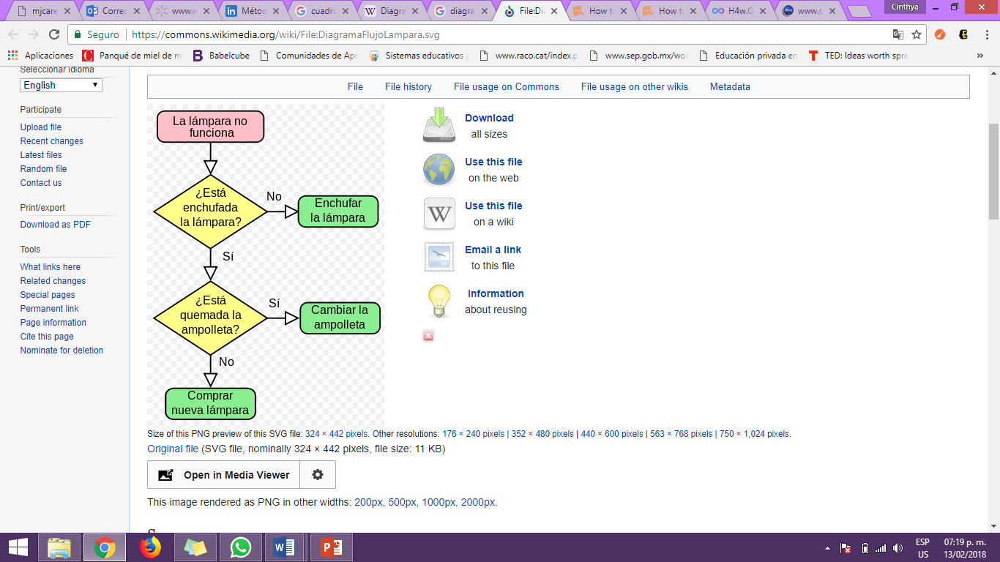 mjcare
Correc
www.v
Métoc
cuadro
Diagra
diagra
File:Di
How t
How t
H4w.G
www.s
Cinthya
Seguro
https://commons.wikimedia.org/wiki/File:DiagramaFlujoLampara.svg
Aplicaciones
Panqué de miel de m
Babelcube
Comunidades de Apr
Sistemas educativos
www.raco.cat/index.p
www.sep.gob.mx/wor
Educación privada en
TED: Ideas worth spre
»
Seleccionar idioma
English
Participate
Upload file
Recent changes
Latest files
Random file
Contact us
Print/export
Download as PDF
Tools
What links here
Related changes
Special pages
Permanent link
Page information
Cite this page
Nominate for deletion
File
File history
File usage on Commons
File usage on other wikis
Metadata
La lámpara no
funciona
¿Está
enchufada
la lámpara?
No
Enchufar
la lámpara
Sí
¿Está
quemada la
ampolleta?
Sí
Cambiar la
ampolleta
No
Comprar
nueva lámpara
Download
all sizes
Use this file
on the web
W
Use this file
on a wiki
Email a link
to this file
Information
about reusing
Size of this PNG preview of this SVG file: 324 × 442 pixels. Other resolutions: 176 × 240 pixels | 352 × 480 pixels | 440 × 600 pixels | 563 × 768 pixels | 750 × 1,024 pixels.
Original file (SVG file, nominally 324 × 442 pixels, file size: 11 KB)
Open in Media Viewer
This image rendered as PNG in other widths: 200px, 500px, 1000px, 2000px.
ESP
US
07:19 p. m.
13/02/2018